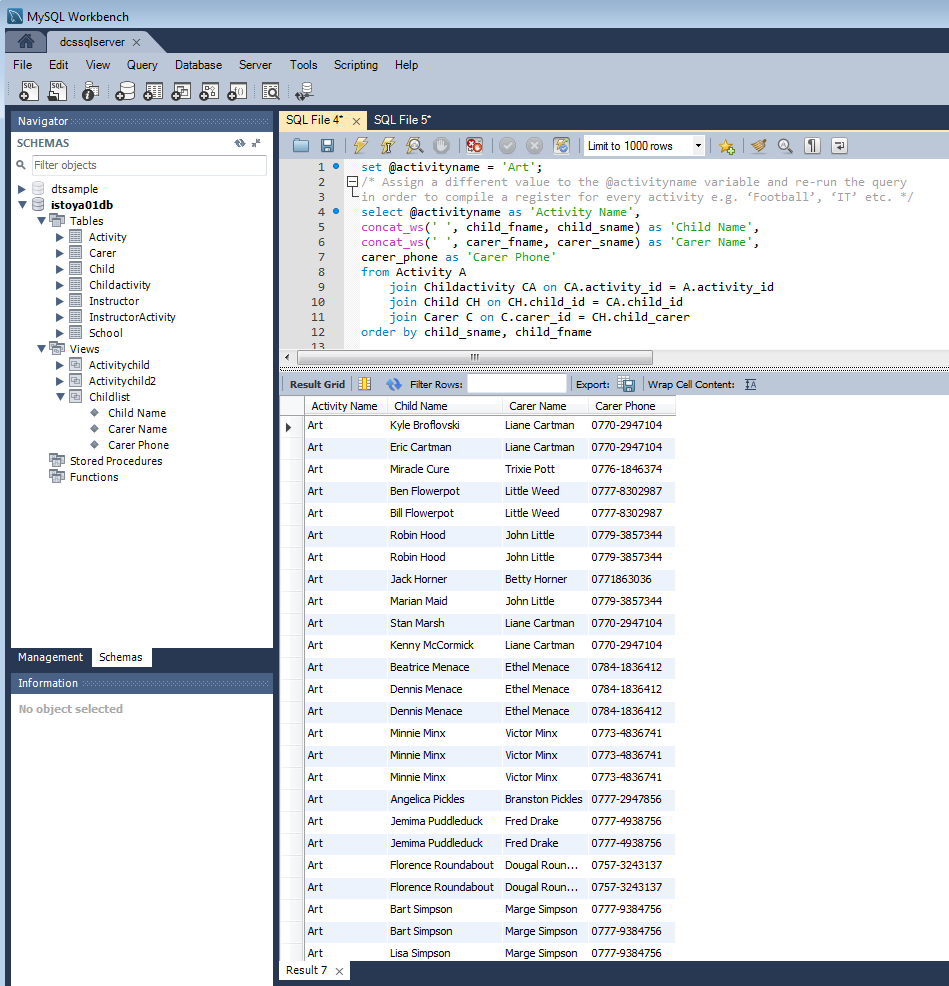 MySQL Workbench
dcssqlserver
File Edit View Query Database Server Tools Scripting Help
Navigator
SCHEMAS
Filter objects
dtsample
istoya01db
Tables
Activity
Carer
Child
Childactivity
Instructor
InstructorActivity
School
Views
Activitychild
Activitychild2
Childlist
Child Name
Carer Name
Carer Phone
Stored Procedures
Functions
Management Schemas
Information
No object selected
SQL File 4* SQL File 5*
Limit to 1000 rows
1 set @activityname = 'Art';
2 /* Assign a different value to the @activityname variable and re-run the query
3 in order to compile a register for every activity e.g. ‘Football’, ‘IT’ etc. */
4 select @activityname as 'Activity Name',
5 concat_ws(' ', child_fname, child_sname) as 'Child Name',
6 concat_ws(' ', carer_fname, carer_sname) as 'Carer Name',
7 carer_phone as 'Carer Phone'
8 from Activity A
9 join Childactivity CA on CA.activity_id = A.activity_id
10 join Child CH on CH.child_id = CA.child_id
11 join Carer C on C.carer_id = CH.child_carer
12 order by child_sname, child_fname
13
Result Grid Filter Rows: Export: Wrap Cell Content: IA
Activity Name Child Name Carer Name Carer Phone
Art Kyle Broflovski Liane Cartman 0770-2947104
Art Eric Cartman Liane Cartman 0770-2947104
Art Miracle Cure Trixie Pott 0776-1846374
Art Ben Flowerpot Little Weed 0777-8302987
Art Bill Flowerpot Little Weed 0777-8302987
Art Robin Hood John Little 0779-3857344
Art Robin Hood John Little 0779-3857344
Art Jack Horner Betty Horner 0771863036
Art Marian Maid John Little 0779-3857344
Art Stan Marsh Liane Cartman 0770-2947104
Art Kenny McCormick Liane Cartman 0770-2947104
Art Beatrice Menace Ethel Menace 0784-1836412
Art Dennis Menace Ethel Menace 0784-1836412
Art Dennis Menace Ethel Menace 0784-1836412
Art Minnie Minx Victor Minx 0773-4836741
Art Minnie Minx Victor Minx 0773-4836741
Art Minnie Minx Victor Minx 0773-4836741
Art Angelica Pickles Branston Pickles 0777-2947856
Art Jemima Puddleduck Fred Drake 0777-4938756
Art Jemima Puddleduck Fred Drake 0777-4938756
Art Florence Roundabout Dougal Roun... 0757-3243137
Art Florence Roundabout Dougal Roun... 0757-3243137
Art Bart Simpson Marge Simpson 0777-9384756
Art Bart Simpson Marge Simpson 0777-9384756
Art Lisa Simpson Marge Simpson 0777-9384756
Result 7